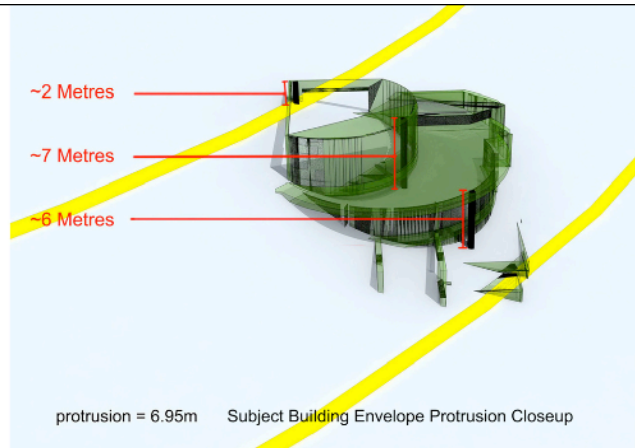 ~2 Metres
~7 Metres
~6 Metres
protrusion = 6.95m Subject Building Envelope Protrusion Closeup